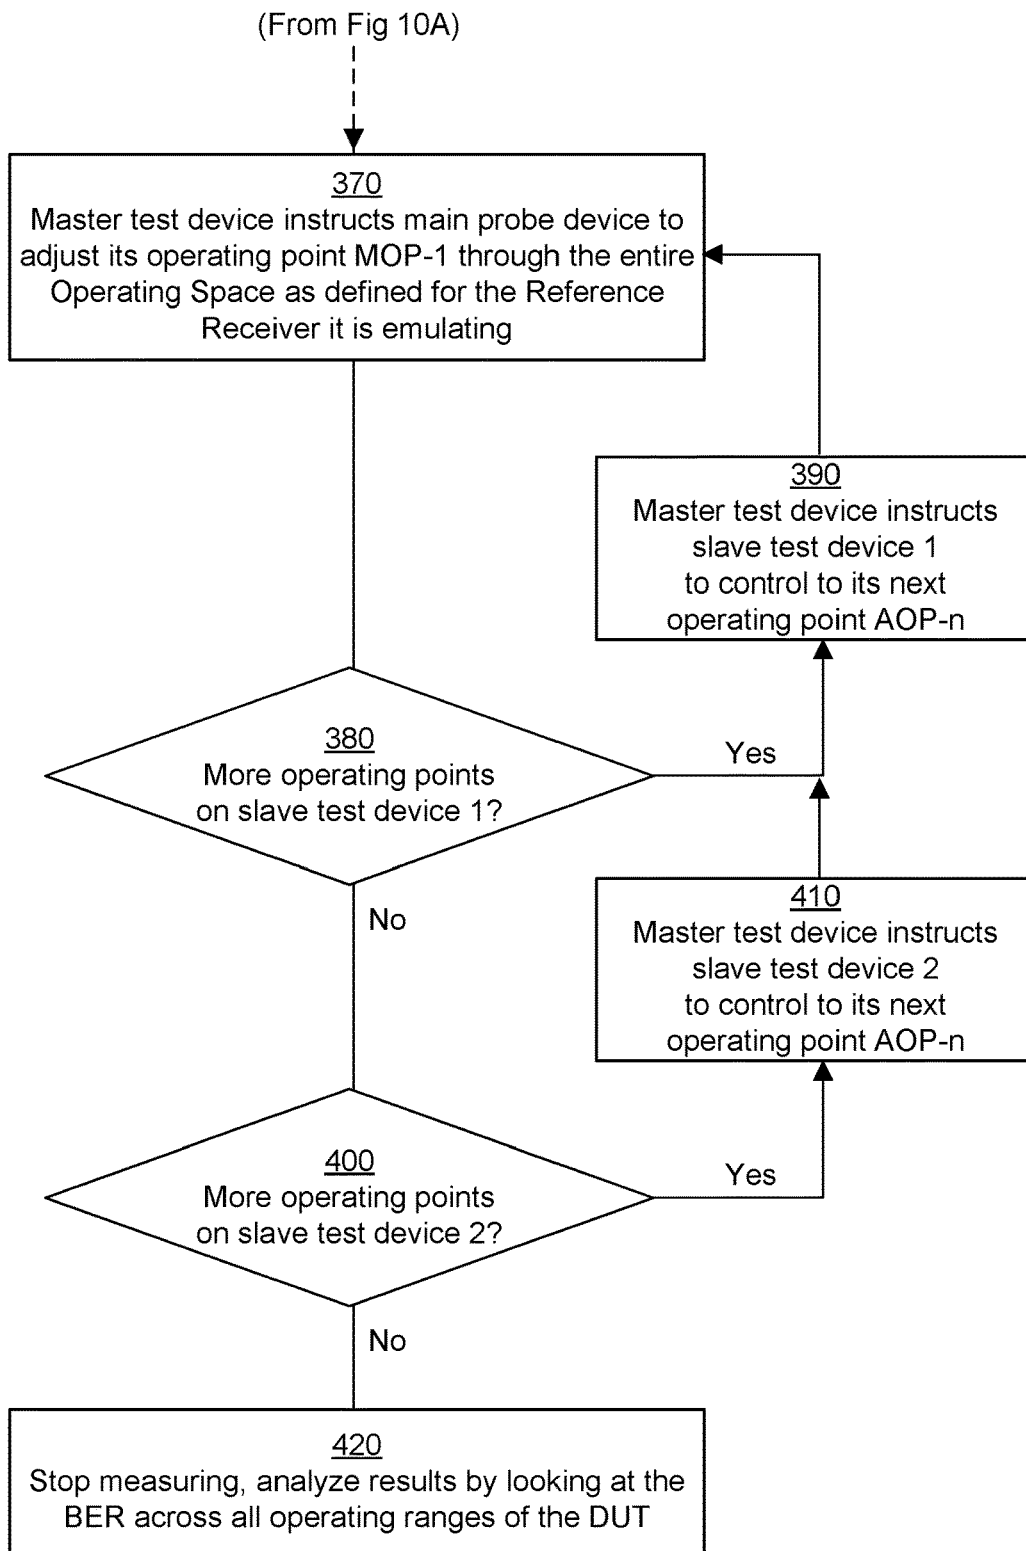 (From Fig 10A)
370
Master test device instructs main probe device to
adjust its operating point MOP-1 through the entire
Operating Space as defined for the Reference
Receiver it is emulating
390
Master test device instructs
slave test device 1
to control to its next
operating point AOP-n
380
More operating points
on slave test device 1?
Yes
No
410
Master test device instructs
slave test device 2
to control to its next
operating point AOP-n
400
More operating points
on slave test device 2?
Yes
No
420
Stop measuring, analyze results by looking at the
BER across all operating ranges of the DUT